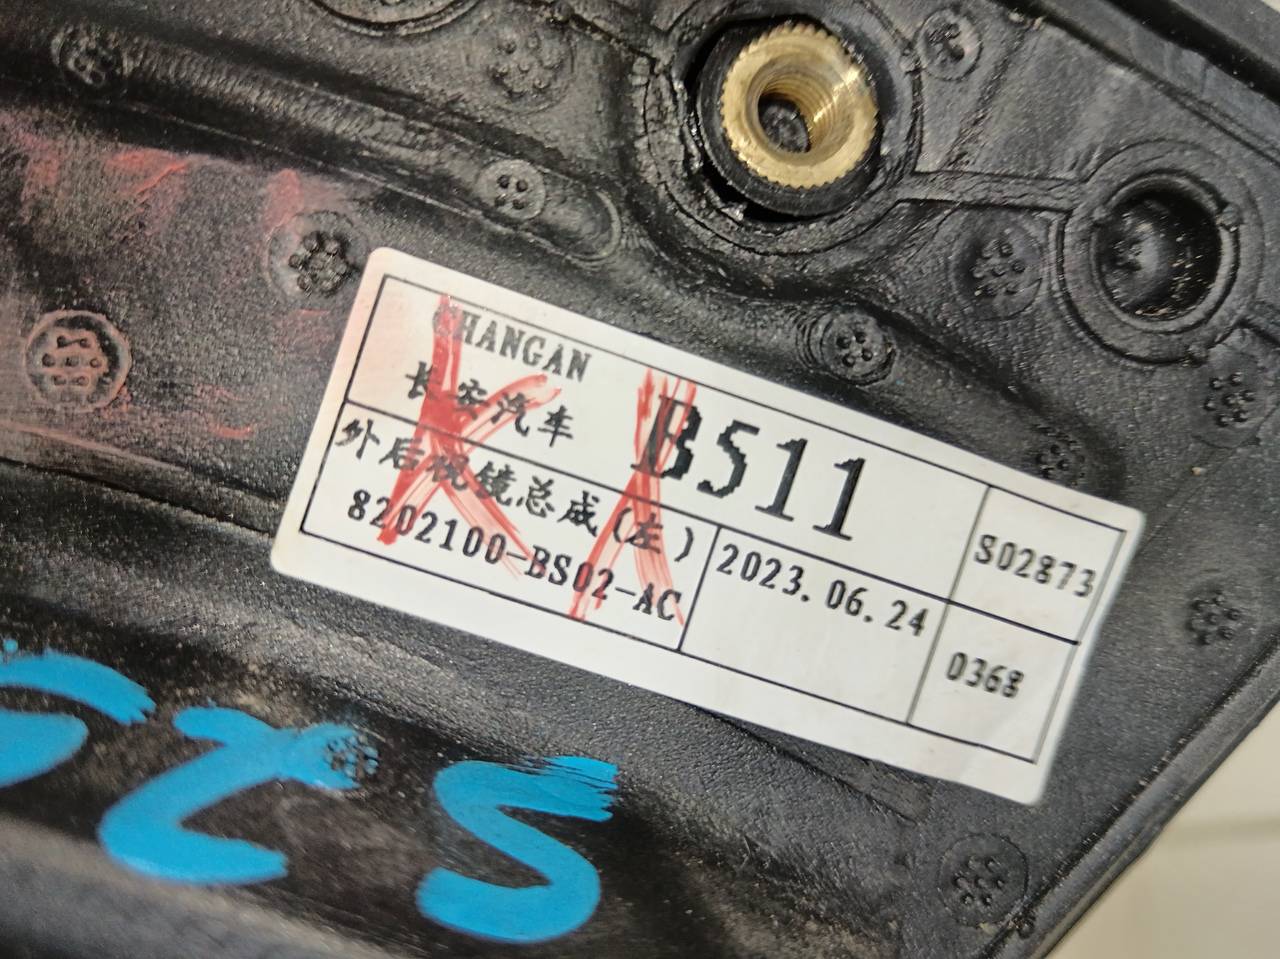 CHANGAN
长安汽车
B511
S02873
外后视镜总成(左)
8202100-BS02-AC
2023.06.24
0368